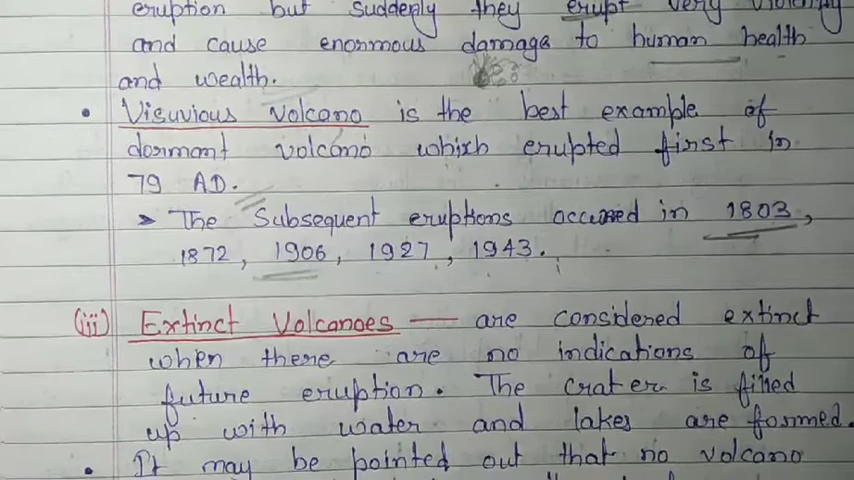 eruption but suddenly they erupt very violently
and cause enormous damage to human health
and wealth.
• Visuvious volcano is the best example of
dormant volcano whixh erupted first in
79 AD.
➢ The Subsequent eruptions occured in 1803,
1872, 1906, 1927, 1943.
(iii) Extinct Volcanoes — are considered extinct
when there are no indications of
future eruption. The crater is filled
up with water and lakes are formed.
• It may be pointed out that no volcano